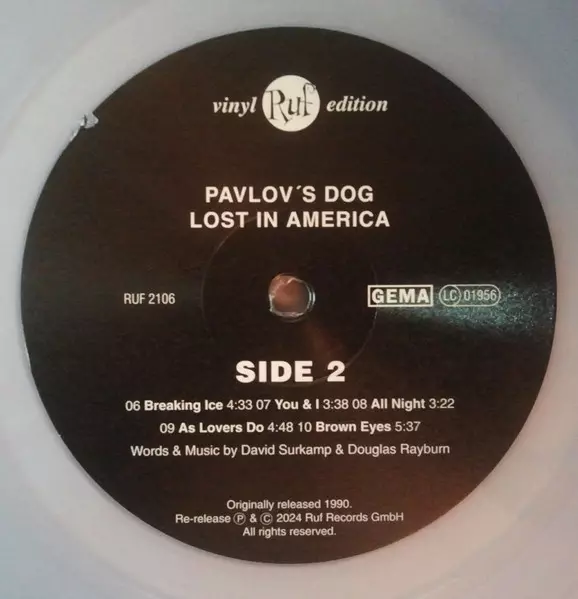 vinyl Ruf edition
PAVLOV´S DOG
LOST IN AMERICA
RUF 2106
GEMA LC 01956
SIDE 2
06 Breaking Ice 4:33 07 You & I 3:38 08 All Night 3:22
09 As Lovers Do 4:48 10 Brown Eyes 5:37
Words & Music by David Surkamp & Douglas Rayburn
Originally released 1990.
Re-release Ⓟ & © 2024 Ruf Records GmbH
All rights reserved.